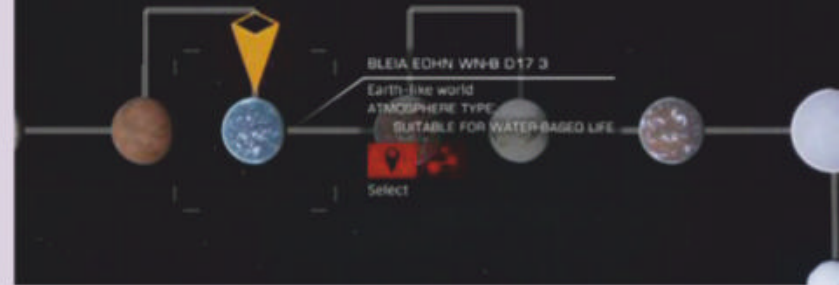 BLEIA EOHN WN-B D17 3
Earth-like world
ATMOSPHERE TYPE:
SUITABLE FOR WATER-BASED LIFE
Select